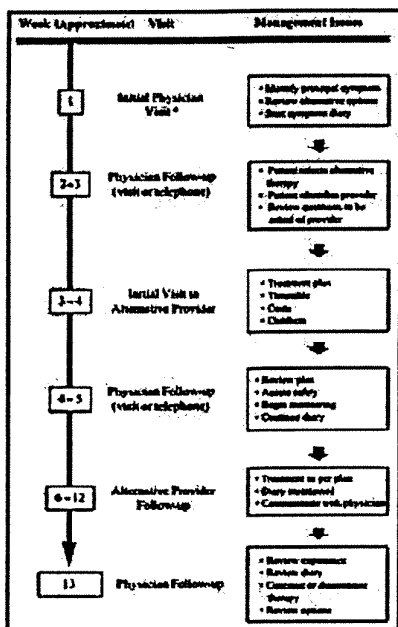 Week (Approximate) Visit Management Issues
1
Initial Physician
Visit *
• Identify principal symptom
• Review alternative options
• Start symptom diary
2–3
Physician Follow-up
(visit or telephone)
• Patient selects alternative
therapy
• Patient identifies provider
• Review questions to be
asked of provider
3–4
Initial Visit to
Alternative Provider
• Treatment plan
• Timetable
• Costs
4–5
Physician Follow-up
(visit or telephone)
• Review plan
• Assess safety
• Begin monitoring
• Continue diary
6–12
Alternative Provider
Follow-up
• Treatment as per plan
• Diary maintained
• Communicate with physician
13
Physician Follow-up
• Review experience
• Review diary
• Continue or discontinue
therapy
• Review options